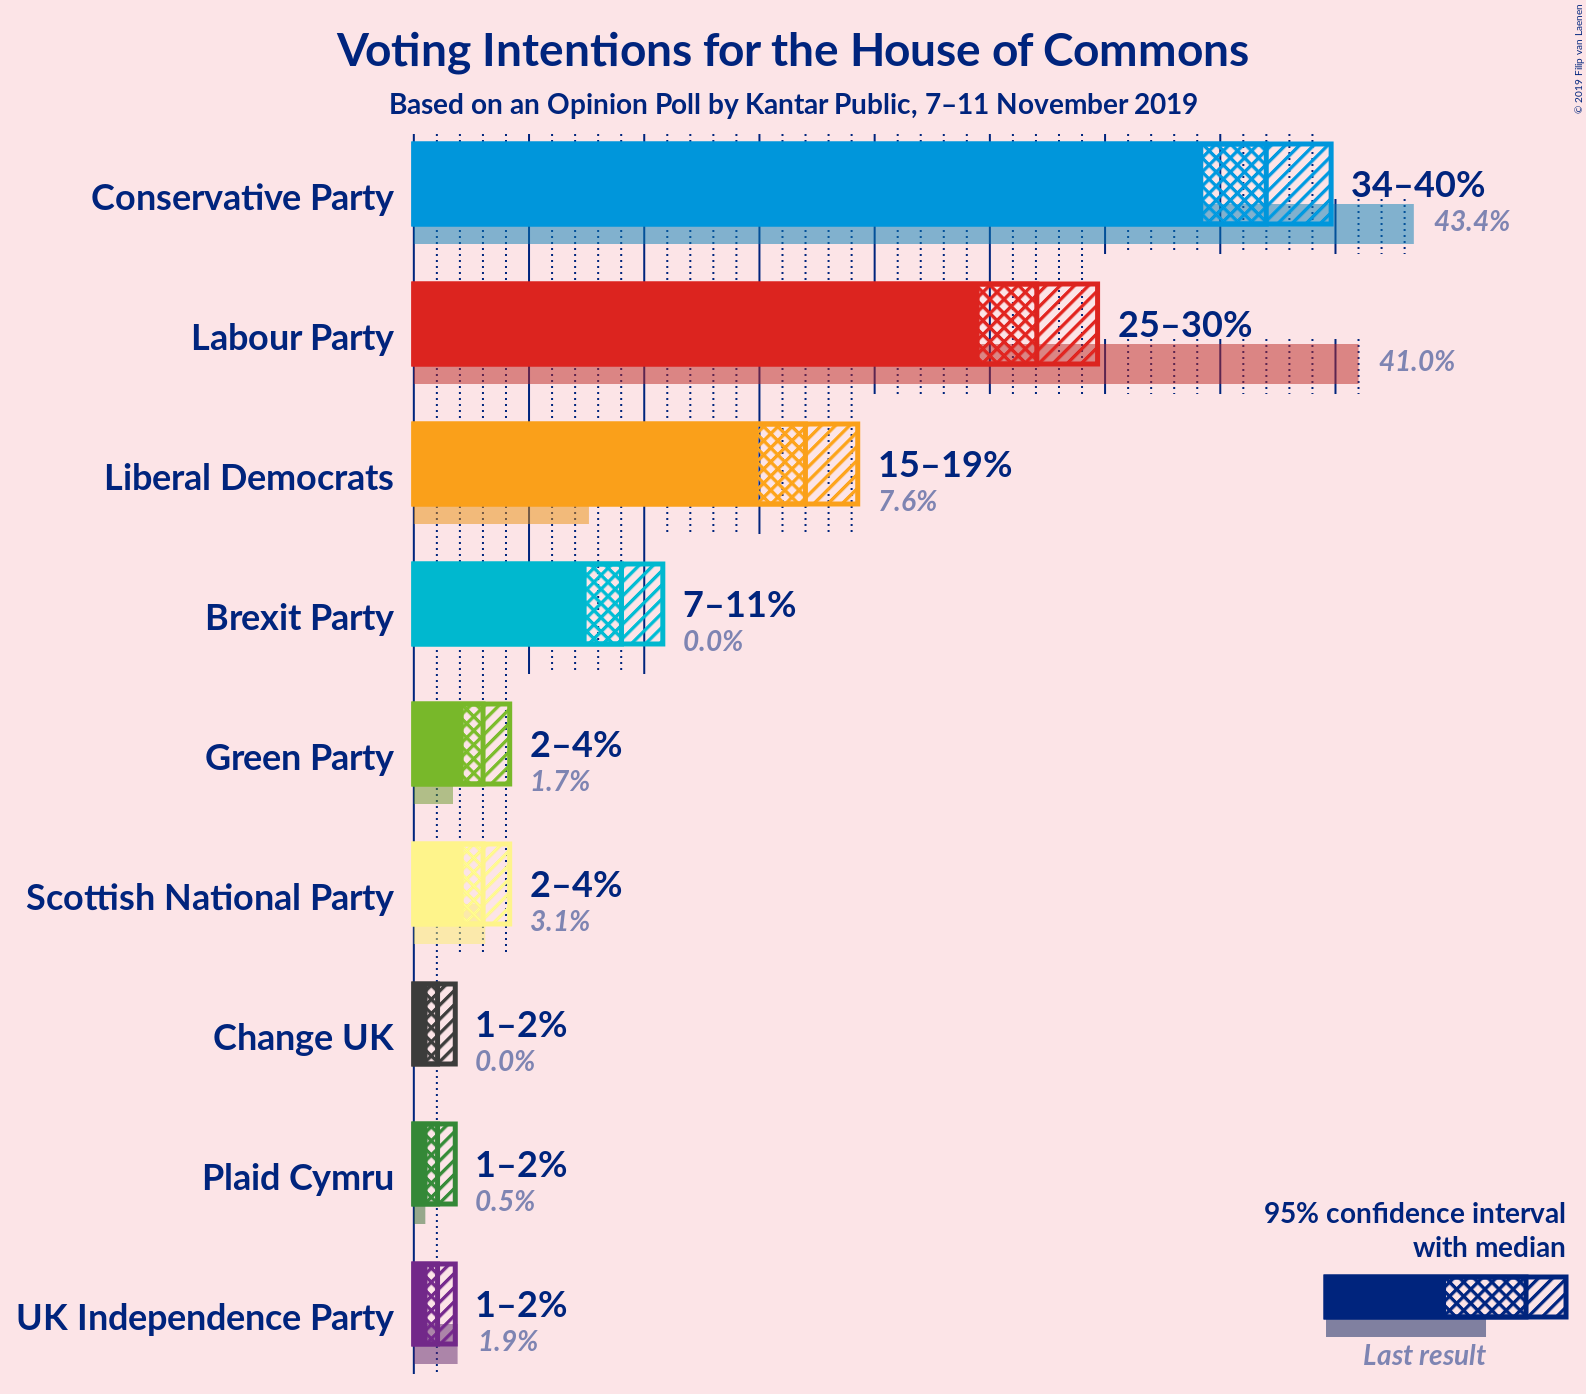 Voting Intentions for the House of Commons
Based on an Opinion Poll by Kantar Public, 7–11 November 2019
© 2019 Filip van Laenen
Conservative Party
34–40%
43.4%
Labour Party
25–30%
41.0%
Liberal Democrats
15–19%
7.6%
Brexit Party
7–11%
0.0%
Green Party
2–4%
1.7%
Scottish National Party
2–4%
3.1%
Change UK
1–2%
0.0%
Plaid Cymru
1–2%
0.5%
UK Independence Party
1–2%
1.9%
95% confidence interval
with median
Last result